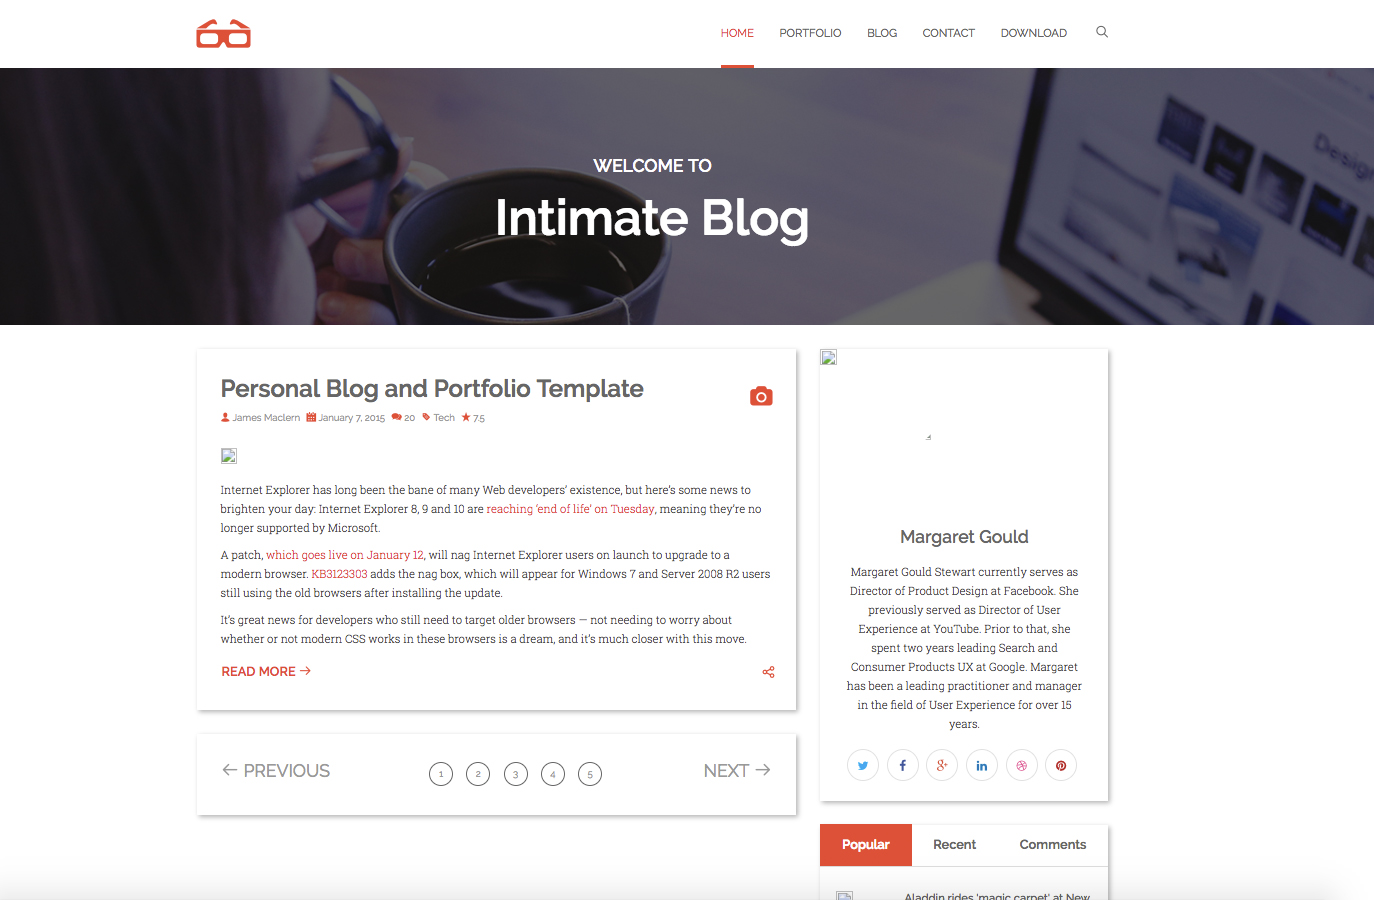 HOME PORTFOLIO BLOG CONTACT DOWNLOAD
Design
WELCOME TO
Intimate Blog
Personal Blog and Portfolio Template
James Maclern January 7, 2015 20 Tech 7.5
Internet Explorer has long been the bane of many Web developers’ existence, but here’s some news to
brighten your day: Internet Explorer 8, 9 and 10 are reaching ‘end of life’ on Tuesday, meaning they’re no
longer supported by Microsoft.
A patch, which goes live on January 12, will nag Internet Explorer users on launch to upgrade to a
modern browser. KB3123303 adds the nag box, which will appear for Windows 7 and Server 2008 R2 users
still using the old browsers after installing the update.
It’s great news for developers who still need to target older browsers — not needing to worry about
whether or not modern CSS works in these browsers is a dream, and it’s much closer with this move.
READ MORE →
← PREVIOUS 1 2 3 4 5 NEXT →
Margaret Gould
Margaret Gould Stewart currently serves as
Director of Product Design at Facebook. She
previously served as Director of User
Experience at YouTube. Prior to that, she
spent two years leading Search and
Consumer Products UX at Google. Margaret
has been a leading practitioner and manager
in the field of User Experience for over 15
years.
Popular Recent Comments
Aladdin rides 'magic carpet' at New